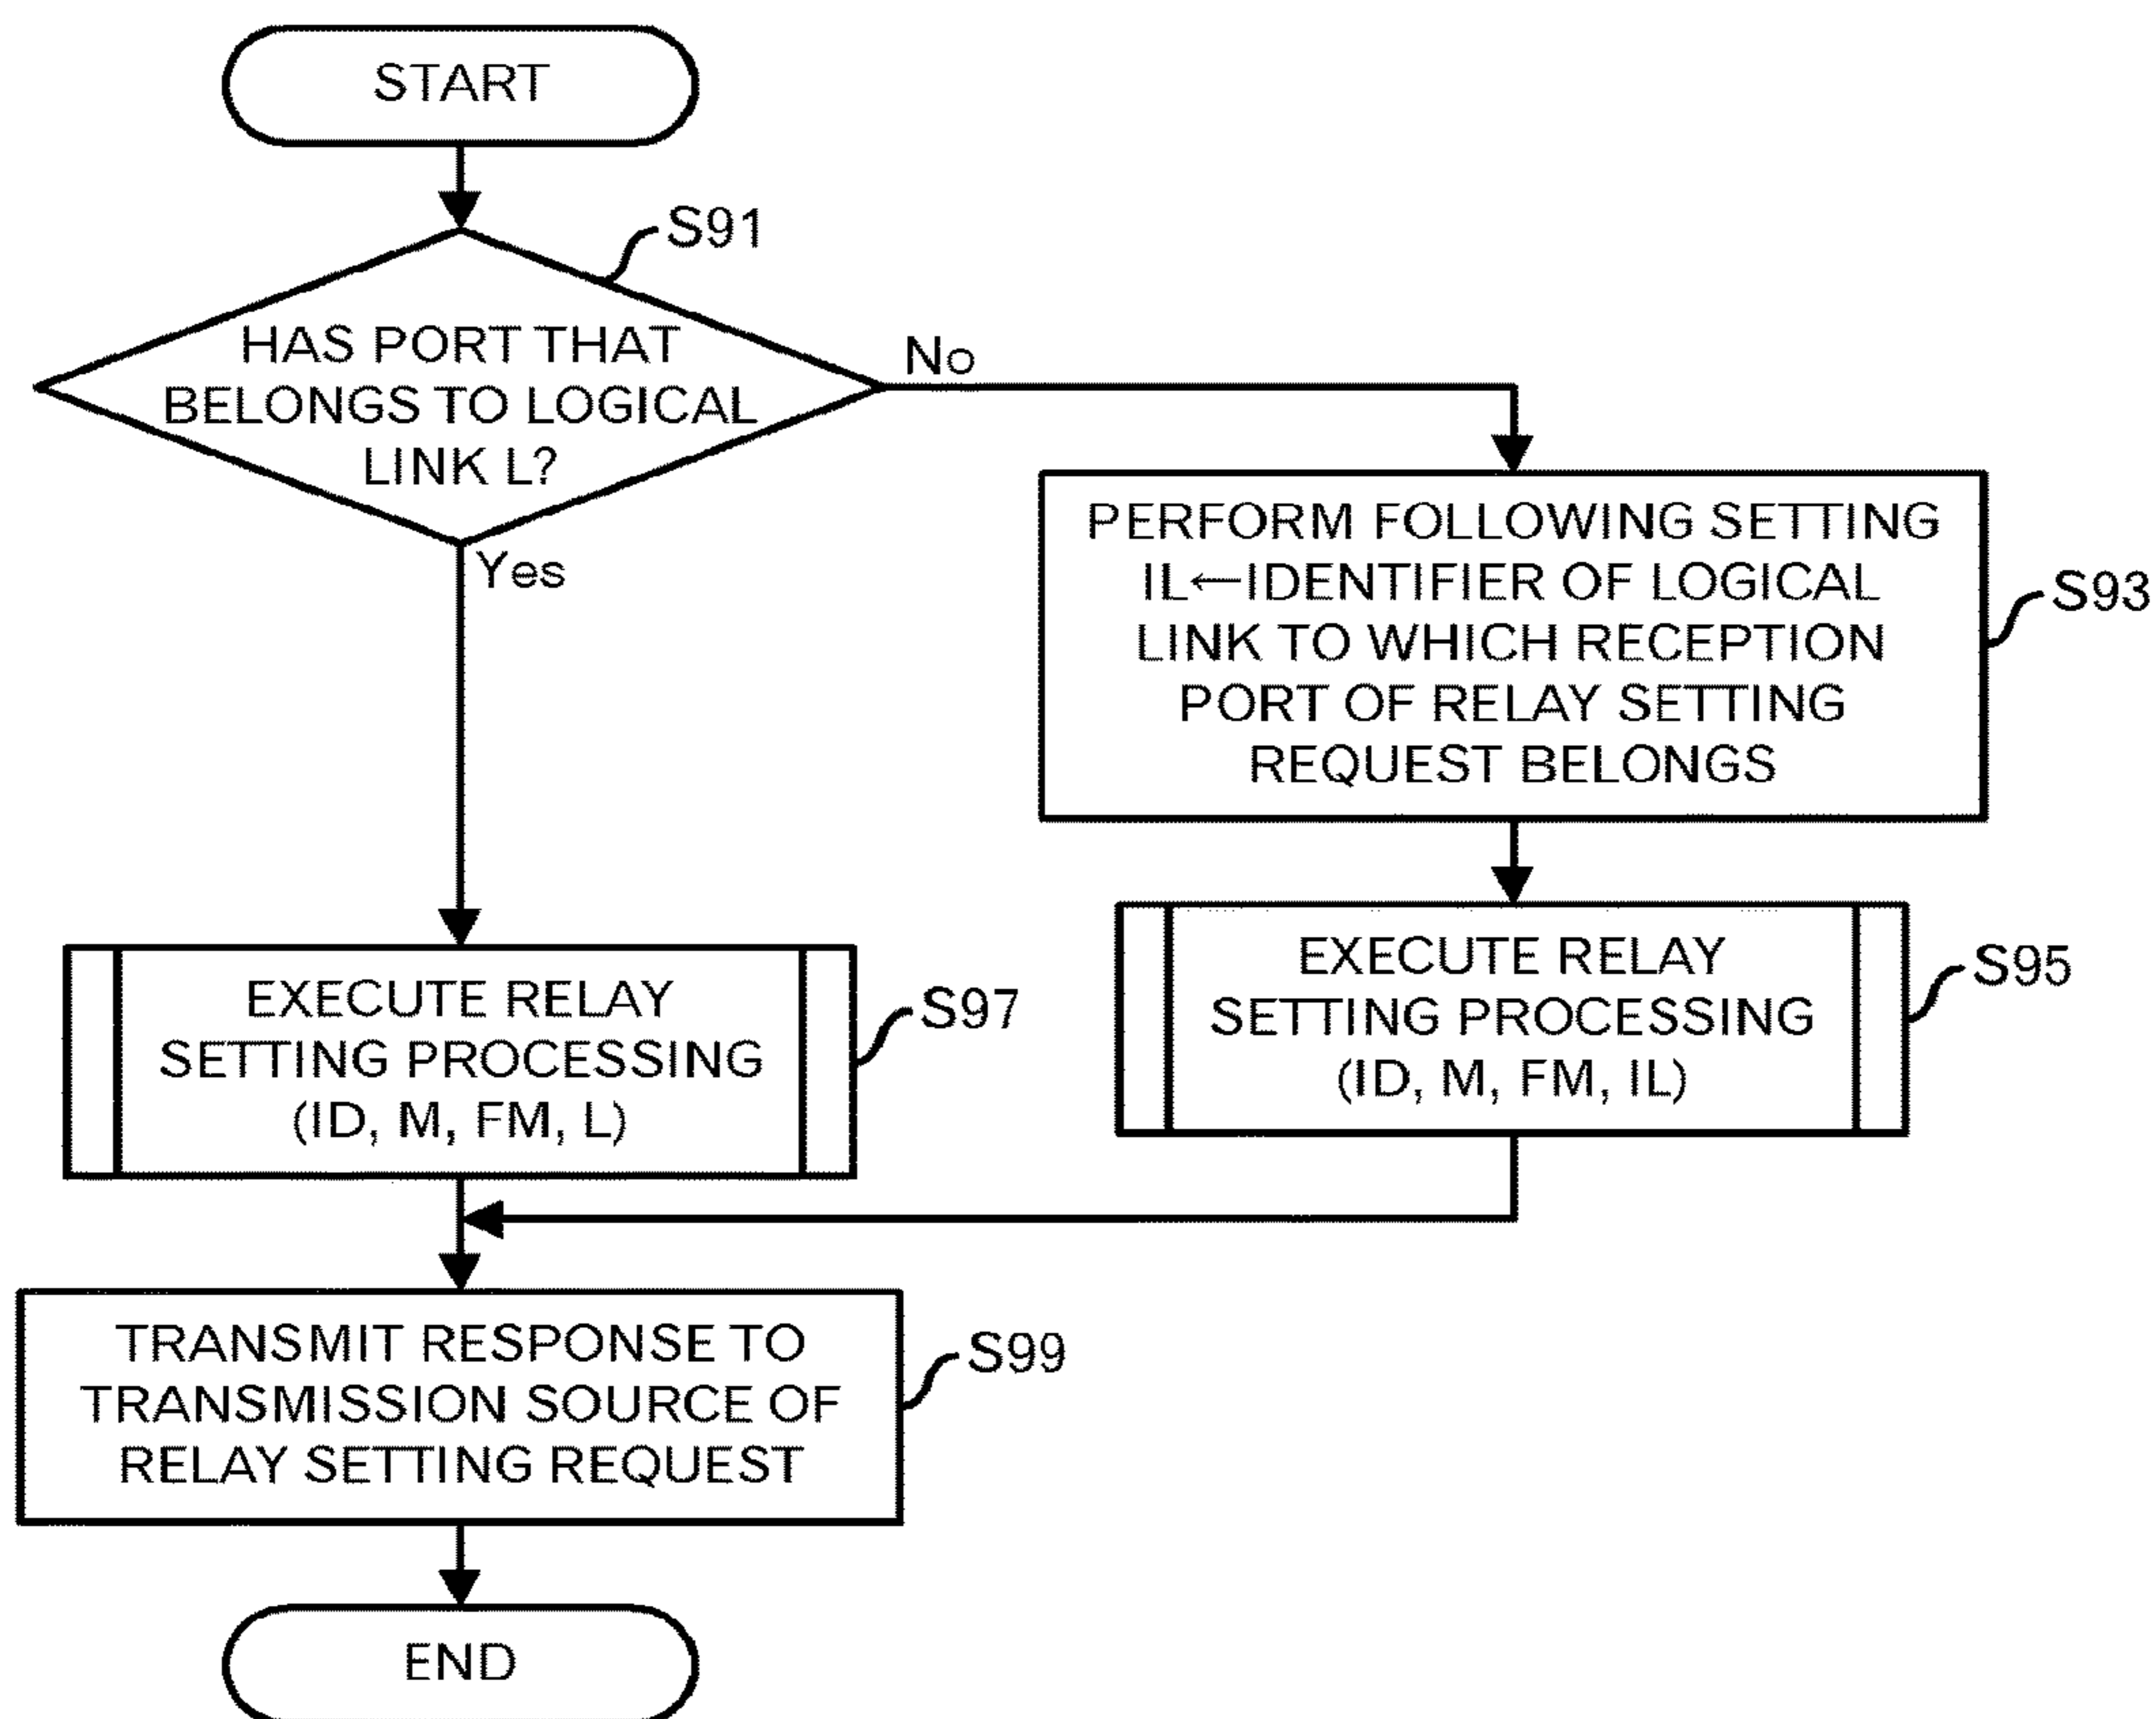 START
S91
HAS PORT THAT
BELONGS TO LOGICAL
LINK L?
No
Yes
PERFORM FOLLOWING SETTING
IL←IDENTIFIER OF LOGICAL
LINK TO WHICH RECEPTION
PORT OF RELAY SETTING
REQUEST BELONGS
S93
EXECUTE RELAY
SETTING PROCESSING
(ID, M, FM, IL)
S95
EXECUTE RELAY
SETTING PROCESSING
(ID, M, FM, L)
S97
TRANSMIT RESPONSE TO
TRANSMISSION SOURCE OF
RELAY SETTING REQUEST
S99
END